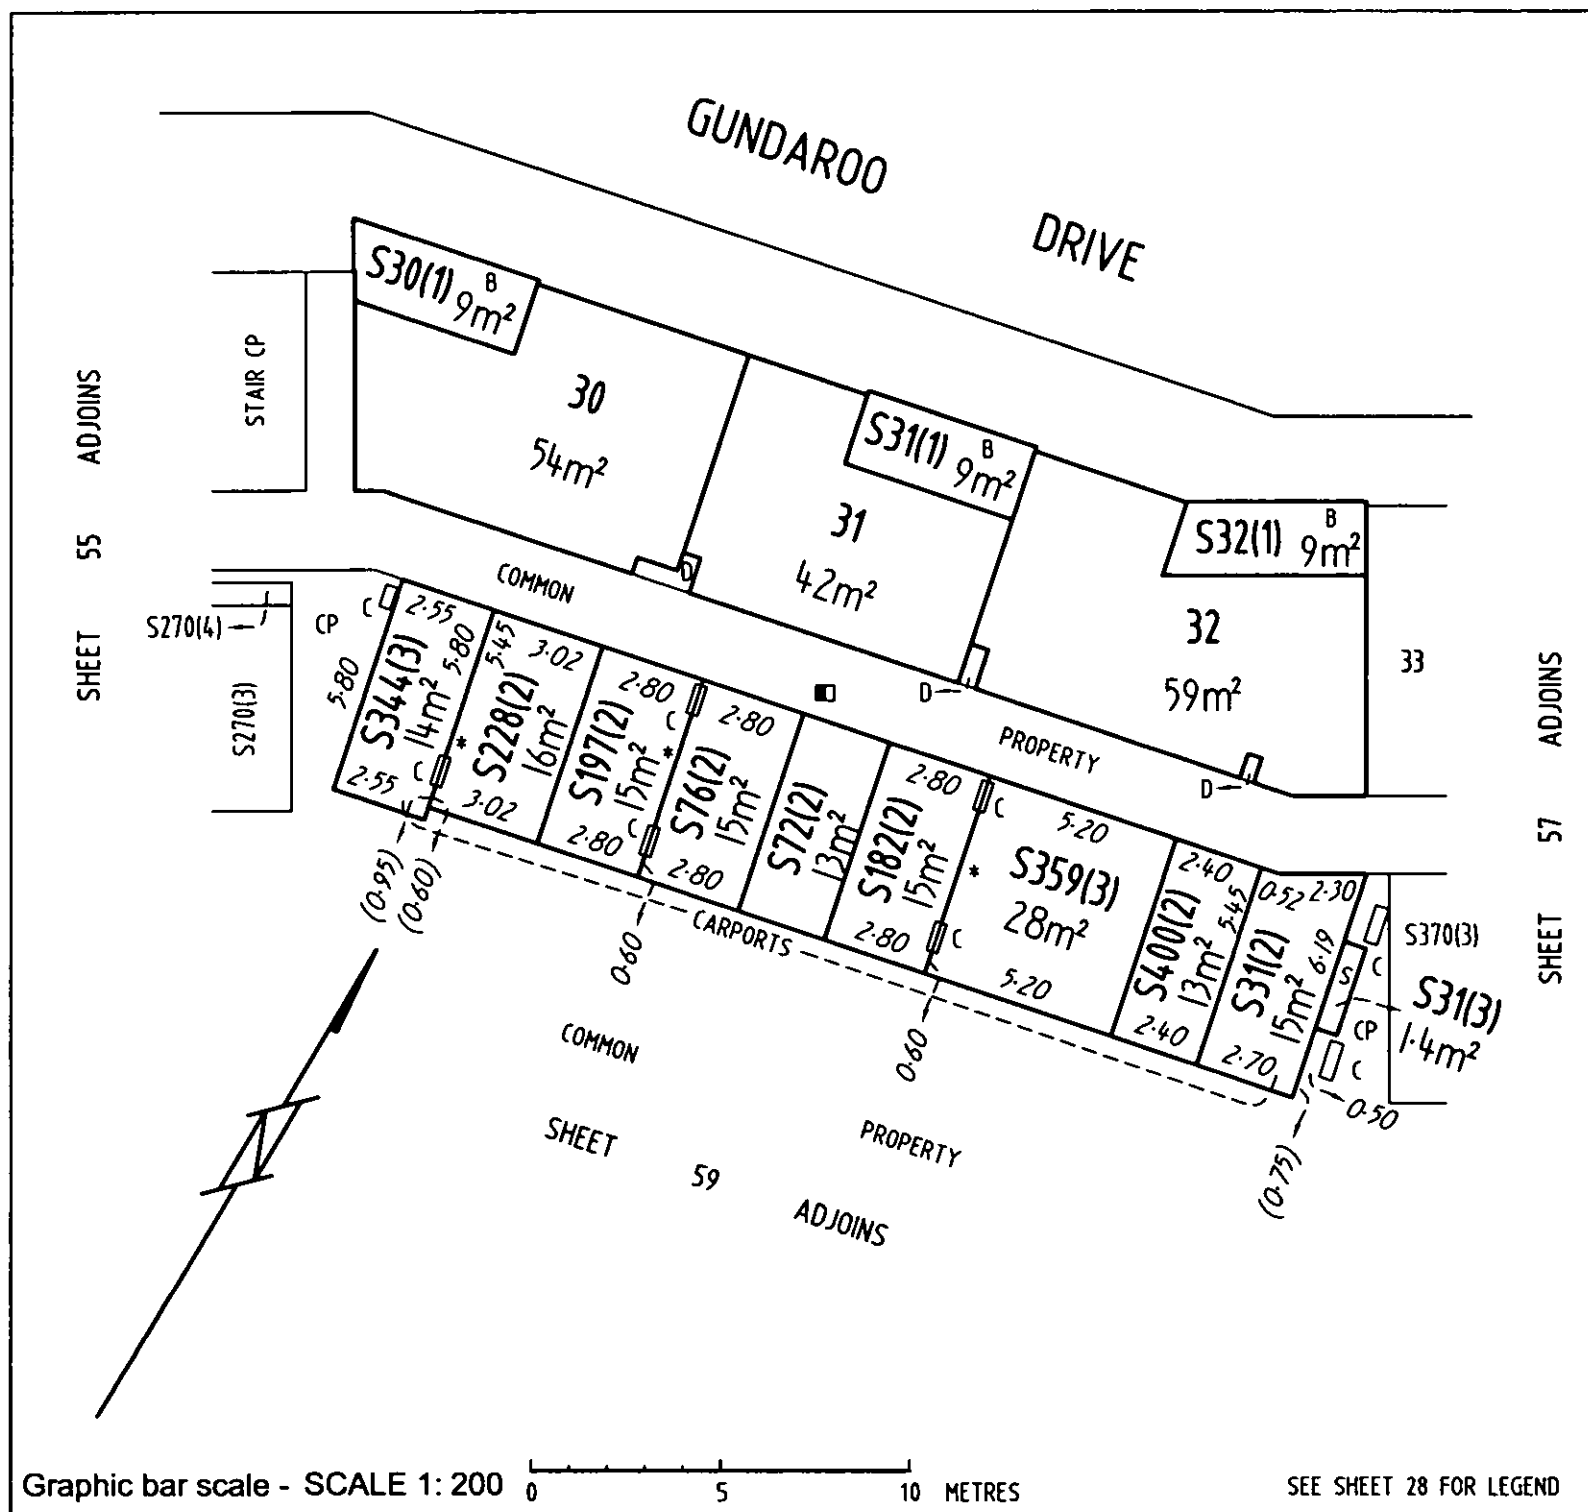 GUNDAROO DRIVE
S30(1) B
9m²
30
54m²
S31(1) B
9m²
31
42m²
S32(1) B
9m²
32
59m²
33
STAIR CP
ADJOINS
55
SHEET
ADJOINS
57
SHEET
D
D
D
COMMON
PROPERTY
S270(4)
S270(3)
CP
C
5.80
2.55
S344(3)
14m²
5.80
2.55
C
*
5.45
3.02
S228(2)
16m²
3.02
2.80
S197(2)
15m²
2.80
C
*
C
2.80
S76(2)
15m²
2.80
S72(2)
13m²
2.80
S182(2)
15m²
2.80
C
*
C
5.20
S359(3)
28m²
5.20
2.40
S400(2)
13m²
5.45
2.40
0.52
2.30
S31(2)
15m²
6.19
2.70
S
C
CP
C
S370(3)
S31(3)
1.4m²
0.50
(0.75)
(0.95)
(0.60)
0.60
0.60
CARPORTS
COMMON
PROPERTY
SHEET 59 ADJOINS
Graphic bar scale - SCALE 1: 200
0 5 10 METRES
SEE SHEET 28 FOR LEGEND